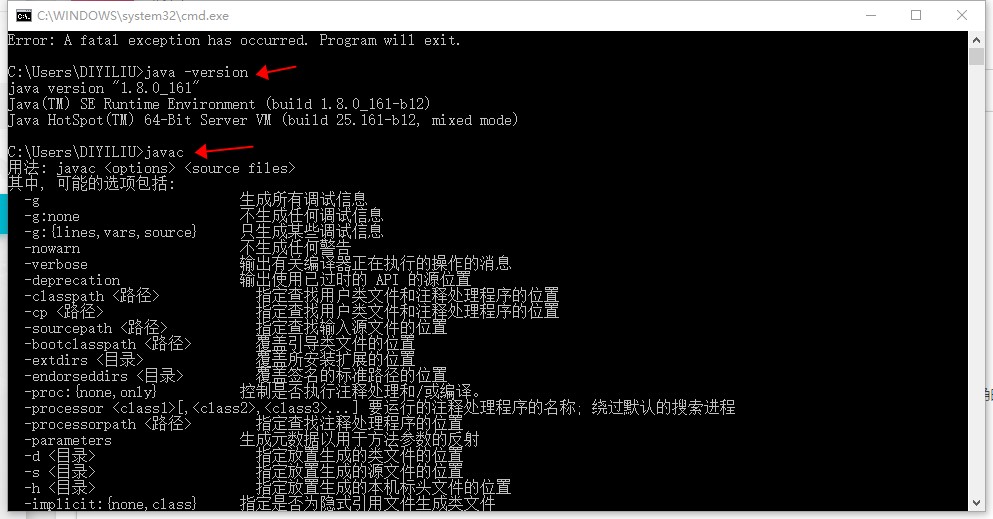 C:\WINDOWS\system32\cmd.exe
Error: A fatal exception has occurred. Program will exit.
C:\Users\DIYILIU>java -version
java version "1.8.0_161"
Java(TM) SE Runtime Environment (build 1.8.0_161-b12)
Java HotSpot(TM) 64-Bit Server VM (build 25.161-b12, mixed mode)
C:\Users\DIYILIU>javac
用法: javac <options> <source files>
其中, 可能的选项包括:
-g 生成所有调试信息
-g:none 不生成任何调试信息
-g:{lines,vars,source} 只生成某些调试信息
-nowarn 不生成任何警告
-verbose 输出有关编译器正在执行的操作的消息
-deprecation 输出使用已过时的 API 的源位置
-classpath <路径> 指定查找用户类文件和注释处理程序的位置
-cp <路径> 指定查找用户类文件和注释处理程序的位置
-sourcepath <路径> 指定查找输入源文件的位置
-bootclasspath <路径> 覆盖引导类文件的位置
-extdirs <目录> 覆盖所安装扩展的位置
-endorseddirs <目录> 覆盖签名的标准路径的位置
-proc:{none,only} 控制是否执行注释处理和/或编译。
-processor <class1>[,<class2>,<class3>...] 要运行的注释处理程序的名称; 绕过默认的搜索进程
-processorpath <路径> 指定查找注释处理程序的位置
-parameters 生成元数据以用于方法参数的反射
-d <目录> 指定放置生成的类文件的位置
-s <目录> 指定放置生成的源文件的位置
-h <目录> 指定放置生成的本机标头文件的位置
-implicit:{none,class} 指定是否为隐式引用文件生成类文件